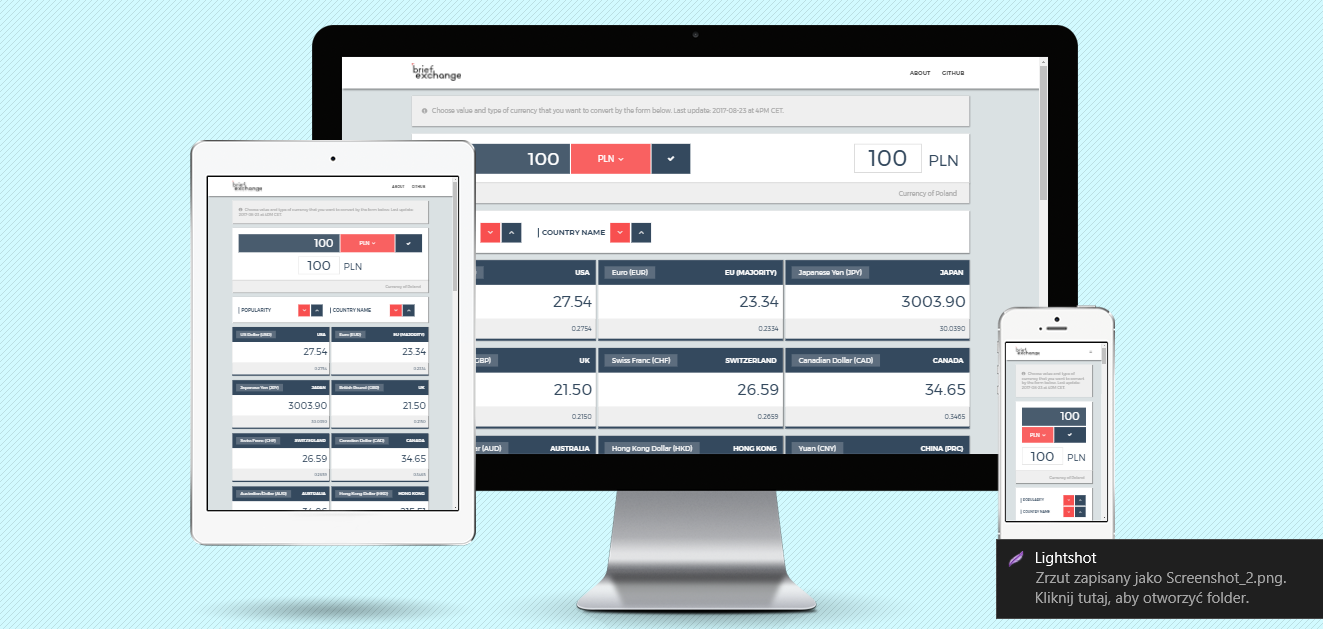 brief
exchange
ABOUT GITHUB
Choose value and type of currency that you want to convert by the form below. Last update: 2017-08-23 at 4PM CET.
100 PLN 100 PLN
Currency of Poland
COUNTRY NAME
USA Euro (EUR) EU (MAJORITY) Japanese Yen (JPY) JAPAN
27.54 23.34 3003.90
0.2754 0.2334 30.0390
GBP) UK Swiss Franc (CHF) SWITZERLAND Canadian Dollar (CAD) CANADA
21.50 26.59 34.65
0.2150 0.2659 0.3465
(AUD) AUSTRALIA Hong Kong Dollar (HKD) HONG KONG Yuan (CNY) CHINA (PRC)
brief
exchange
ABOUT GITHUB
Choose value and type of currency that you want to convert by the form below. Last update:
2017-08-23 at 4PM CET.
100 PLN
100 PLN
Currency of Poland
POPULARITY COUNTRY NAME
US Dollar (USD) USA Euro (EUR) EU (MAJORITY)
27.54 23.34
0.2754 0.2334
Japanese Yen (JPY) JAPAN British Pound (GBP) UK
3003.90 21.50
30.0390 0.2150
Swiss Franc (CHF) SWITZERLAND Canadian Dollar (CAD) CANADA
26.59 34.65
0.2659 0.3465
Australian Dollar (AUD) AUSTRALIA Hong Kong Dollar (HKD) HONG KONG
brief
exchange
Choose value and type of
currency that you want to convert
by the form below. Last update:
2017-08-23 at 4PM CET.
100
PLN
100 PLN
Currency of Poland
POPULARITY
COUNTRY NAME
Lightshot
Zrzut zapisany jako Screenshot_2.png.
Kliknij tutaj, aby otworzyć folder.